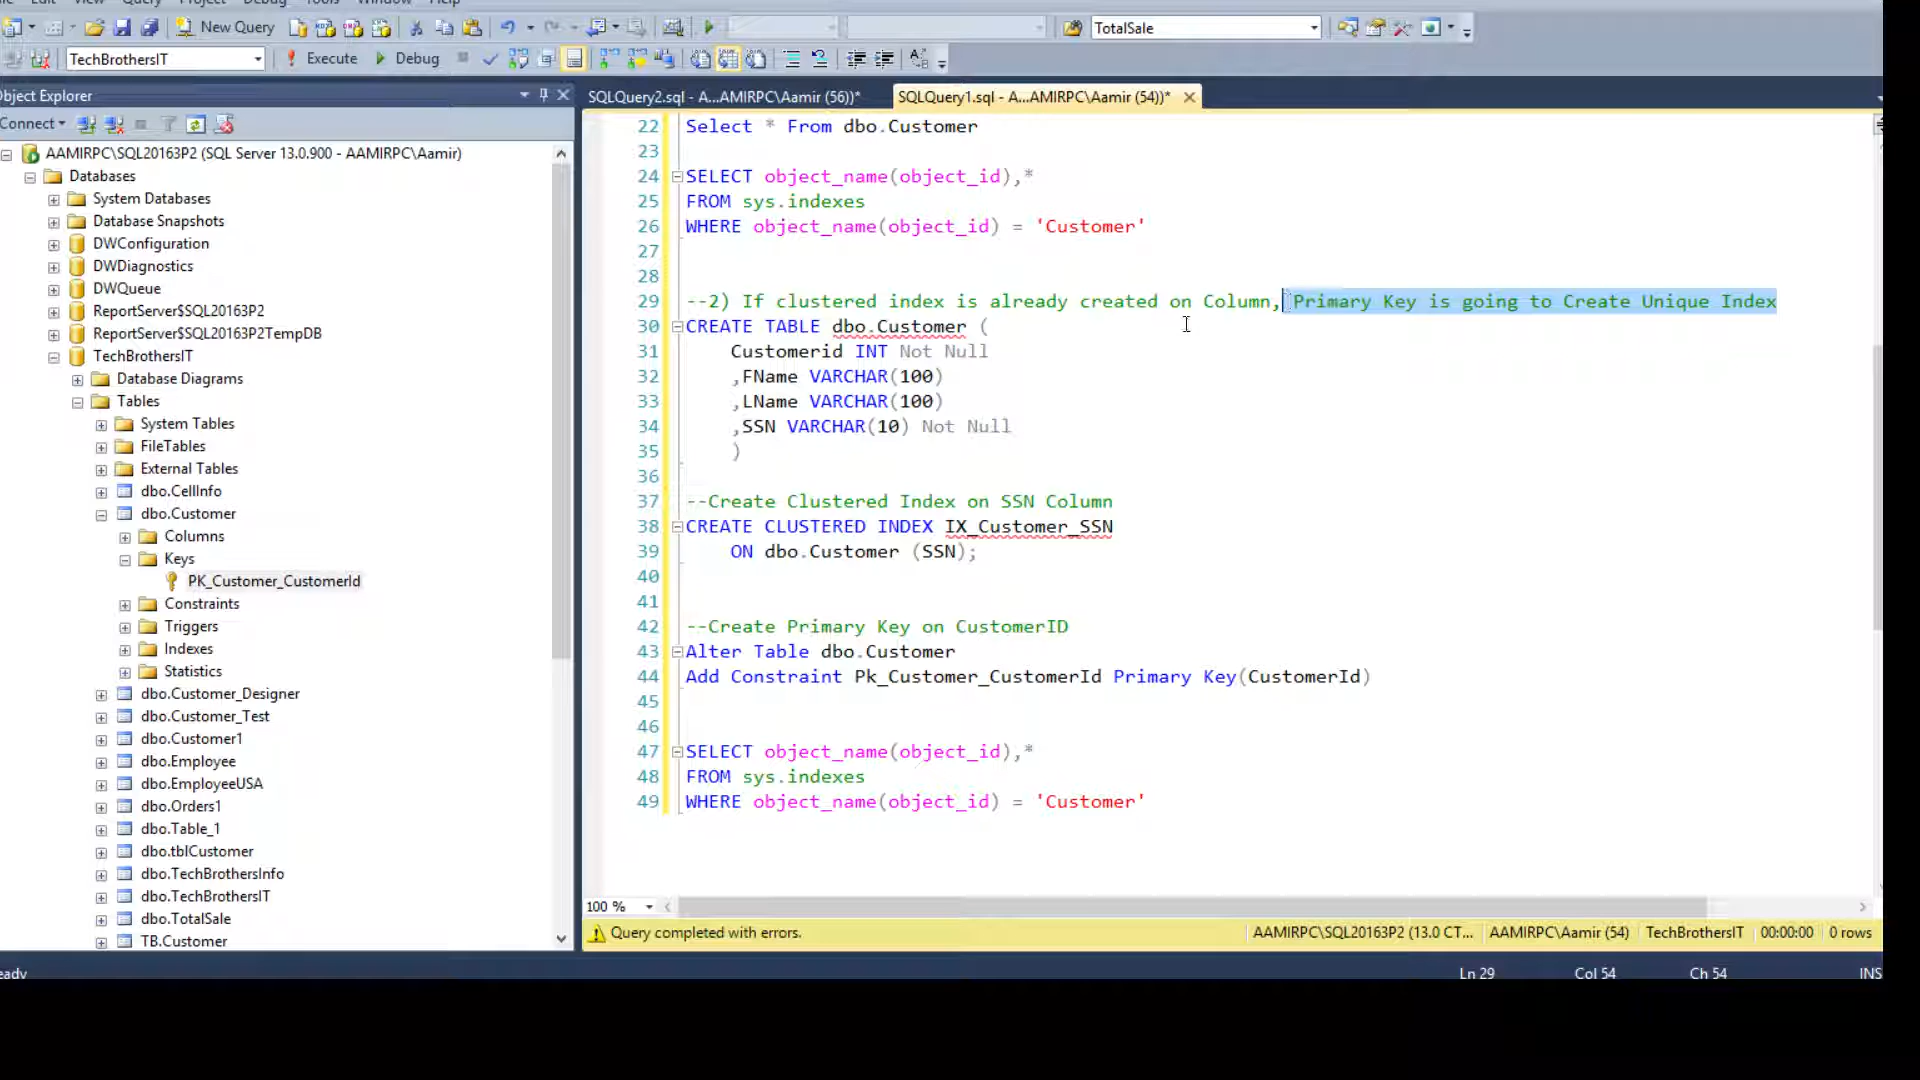 View
Query
Project
Debug
Tools
Window
Help
New Query
TotalSale
TechBrothersIT
Execute
Debug
Object Explorer
Connect
AAMIRPC\SQL20163P2 (SQL Server 13.0.900 - AAMIRPC\Aamir)
Databases
System Databases
Database Snapshots
DWConfiguration
DWDiagnostics
DWQueue
ReportServer$SQL20163P2
ReportServer$SQL20163P2TempDB
TechBrothersIT
Database Diagrams
Tables
System Tables
FileTables
External Tables
dbo.CellInfo
dbo.Customer
Columns
Keys
PK_Customer_CustomerId
Constraints
Triggers
Indexes
Statistics
dbo.Customer_Designer
dbo.Customer_Test
dbo.Customer1
dbo.Employee
dbo.EmployeeUSA
dbo.Orders1
dbo.Table_1
dbo.tblCustomer
dbo.TechBrothersInfo
dbo.TechBrothersIT
dbo.TotalSale
TB.Customer
SQLQuery2.sql - A...AMIRPC\Aamir (56))*
SQLQuery1.sql - A...AMIRPC\Aamir (54))*
22 Select * From dbo.Customer
23
24 SELECT object_name(object_id),*
25 FROM sys.indexes
26 WHERE object_name(object_id) = 'Customer'
27
28
29 --2) If clustered index is already created on Column, Primary Key is going to Create Unique Index
30 CREATE TABLE dbo.Customer (
31 Customerid INT Not Null
32 ,FName VARCHAR(100)
33 ,LName VARCHAR(100)
34 ,SSN VARCHAR(10) Not Null
35 )
36
37 --Create Clustered Index on SSN Column
38 CREATE CLUSTERED INDEX IX_Customer_SSN
39 ON dbo.Customer (SSN);
40
41
42 --Create Primary Key on CustomerID
43 Alter Table dbo.Customer
44 Add Constraint Pk_Customer_CustomerId Primary Key(CustomerId)
45
46
47 SELECT object_name(object_id),*
48 FROM sys.indexes
49 WHERE object_name(object_id) = 'Customer'
100 %
Query completed with errors.
AAMIRPC\SQL20163P2 (13.0 CT...
AAMIRPC\Aamir (54)
TechBrothersIT
00:00:00
0 rows
eady
Ln 29
Col 54
Ch 54
INS